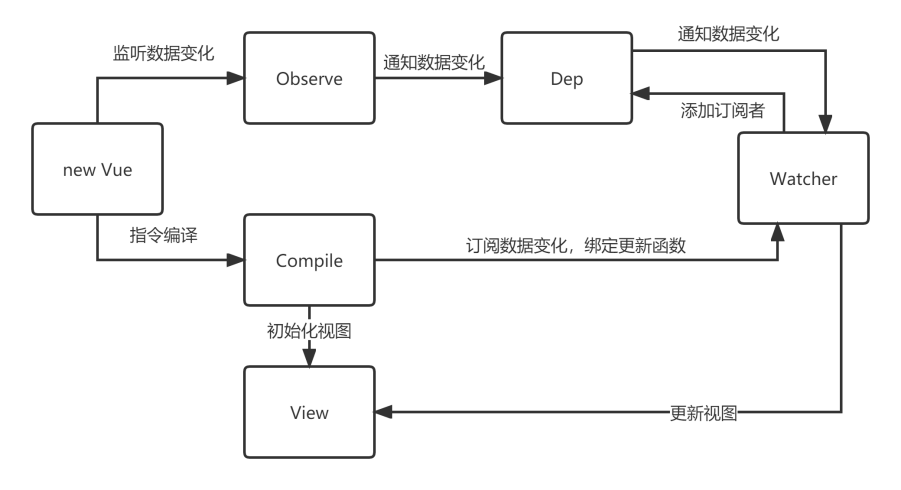 通知数据变化
监听数据变化
通知数据变化
Observe
Dep
添加订阅者
new Vue
Watcher
指令编译
订阅数据变化，绑定更新函数
Compile
初始化视图
View
更新视图